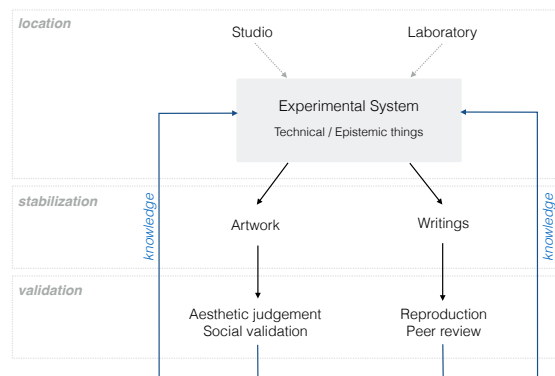 location
Studio
Laboratory
Experimental System
Technical / Epistemic things
stabilization
knowledge
Artwork
Writings
knowledge
validation
Aesthetic judgement
Social validation
Reproduction
Peer review